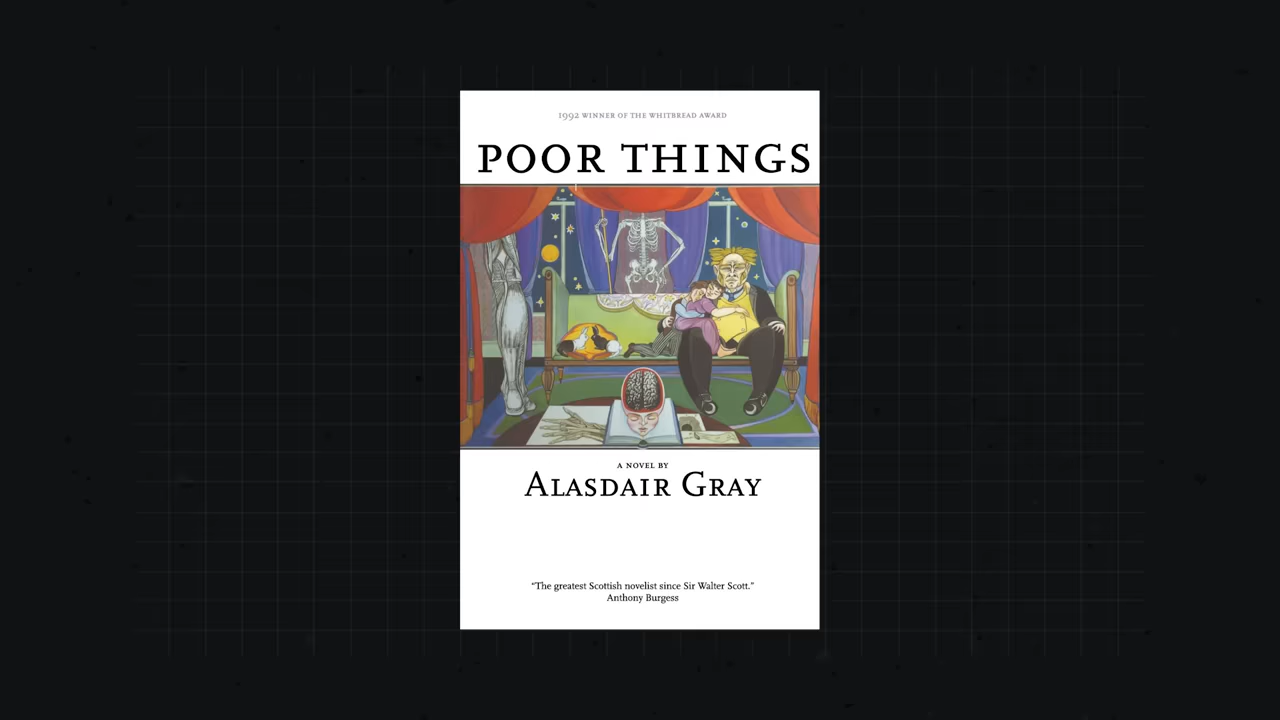 1992 WINNER OF THE WHITBREAD AWARD
POOR THINGS
A NOVEL BY
ALASDAIR GRAY
“The greatest Scottish novelist since Sir Walter Scott.”
Anthony Burgess